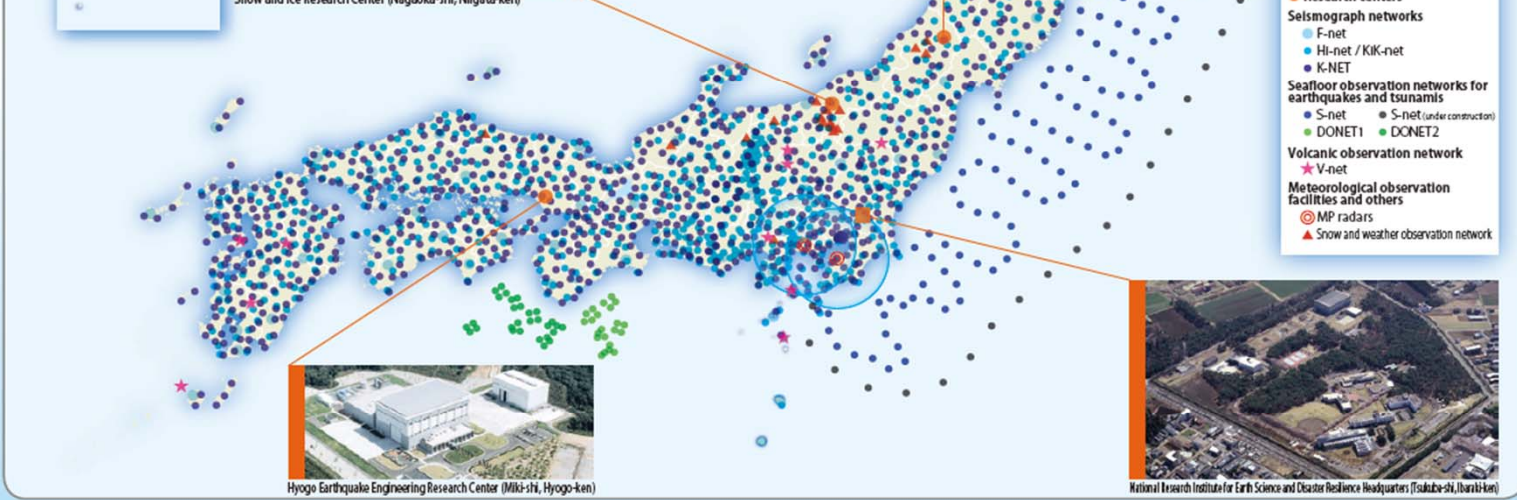 Snow and Ice Research Center (Nagaoka-shi, Niigata-ken)
Research centers
Seismograph networks
F-net
Hi-net / KiK-net
K-NET
Seafloor observation networks for
earthquakes and tsunamis
S-net S-net (under construction)
DONET1 DONET2
Volcanic observation network
V-net
Meteorological observation
facilities and others
MP radars
Snow and weather observation network
Hyogo Earthquake Engineering Research Center (Miki-shi, Hyogo-ken)
National Research Institute for Earth Science and Disaster Resilience Headquarters (Tsukuba-shi, Ibaraki-ken)